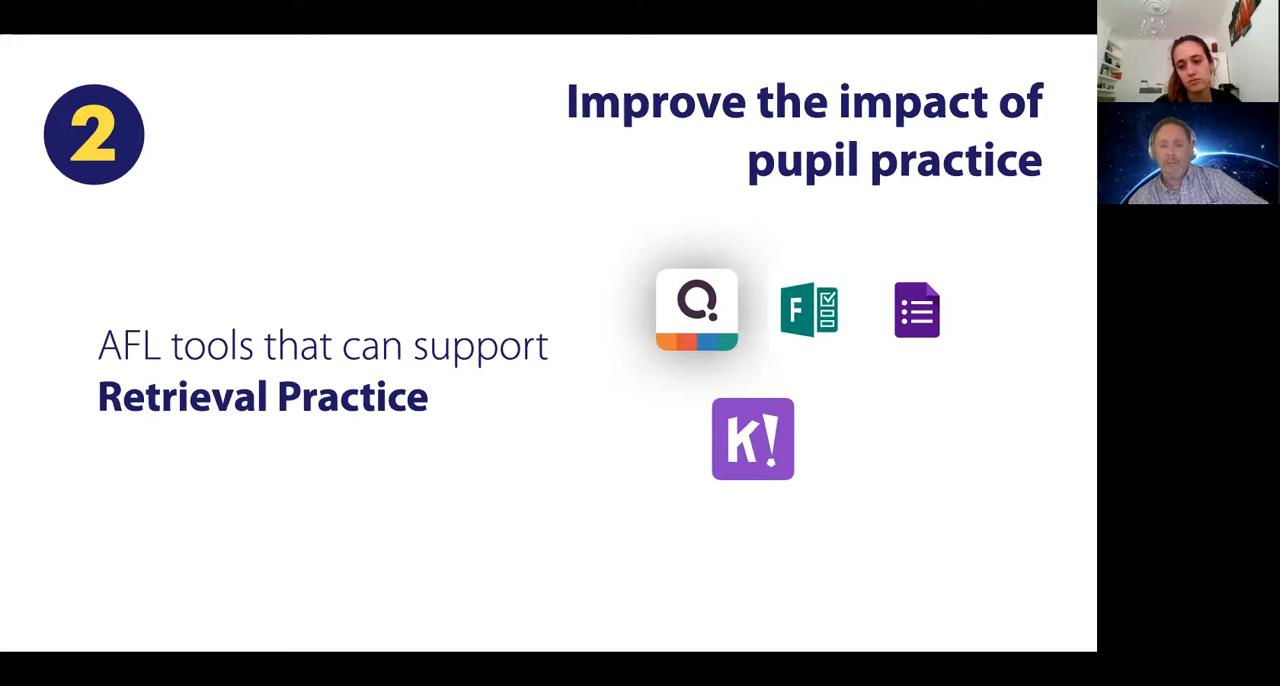 2
Improve the impact of
pupil practice
AFL tools that can support
Retrieval Practice
Q
F
K!